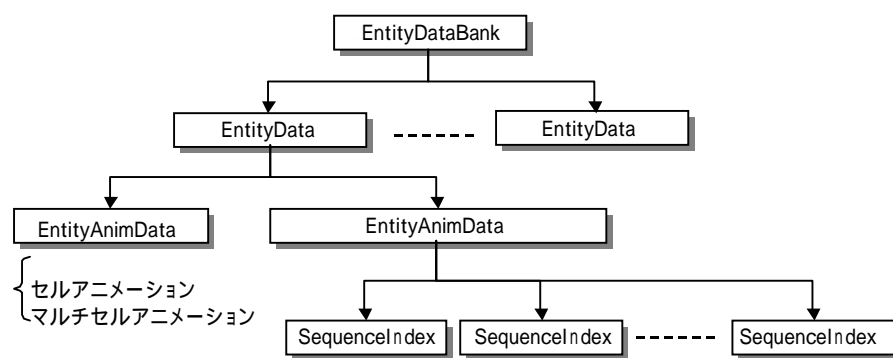 EntityDataBank
EntityData
EntityData
EntityAnimData
EntityAnimData
セルアニメーション
マルチセルアニメーション
SequenceIndex
SequenceIndex
SequenceIndex